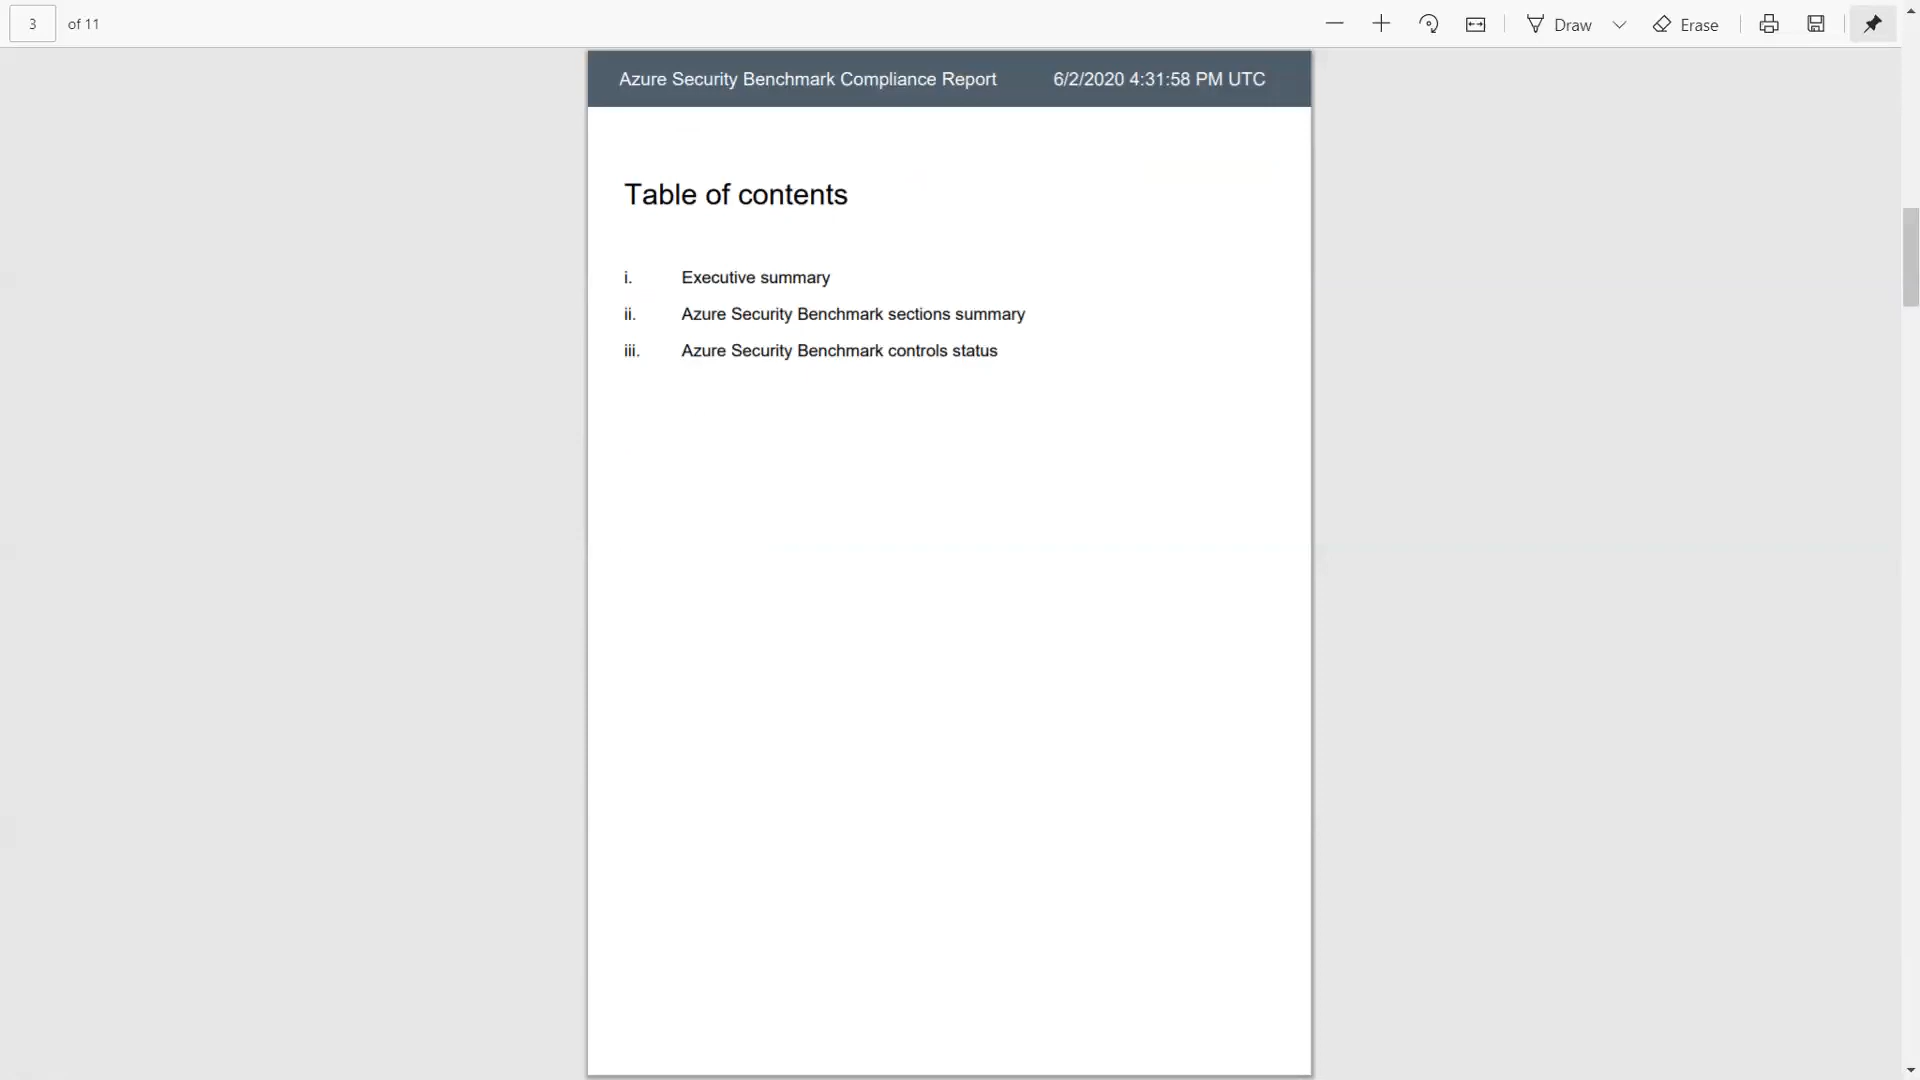 3 of 11 Draw Erase
Azure Security Benchmark Compliance Report 6/2/2020 4:31:58 PM UTC
Table of contents
i. Executive summary
ii. Azure Security Benchmark sections summary
iii. Azure Security Benchmark controls status